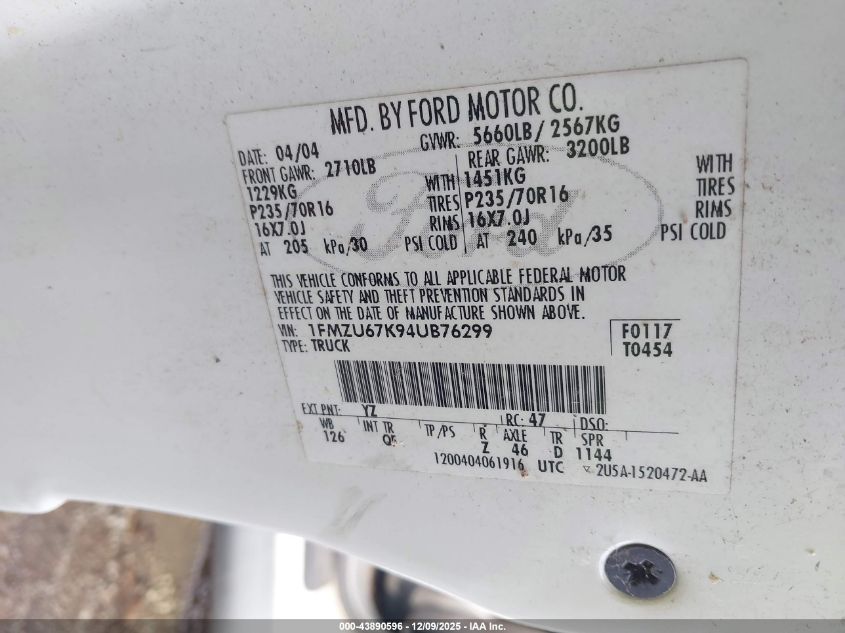 MFD. BY FORD MOTOR CO.
DATE: 04/04 GVWR: 5660LB/ 2567KG
FRONT GAWR: 2710LB REAR GAWR: 3200LB
1229KG WITH 1451KG WITH
P235/70R16 TIRES P235/70R16 TIRES
16X7.0J RIMS 16X7.0J RIMS
AT 205 kPa/30 PSI COLD AT 240 kPa/35 PSI COLD
Ford
THIS VEHICLE CONFORMS TO ALL APPLICABLE FEDERAL MOTOR
VEHICLE SAFETY AND THEFT PREVENTION STANDARDS IN
EFFECT ON THE DATE OF MANUFACTURE SHOWN ABOVE.
VIN: 1FMZU67K94UB76299 F0117
TYPE: TRUCK T0454
EXT PNT: YZ RC: 47 DSO:
WB INT TR TP/PS R AXLE TR SPR
126 Z 46 D 1144
1200404061916 UTC 2U5A-1520472-AA
000-43890596 - 12/09/2025 - IAA Inc.